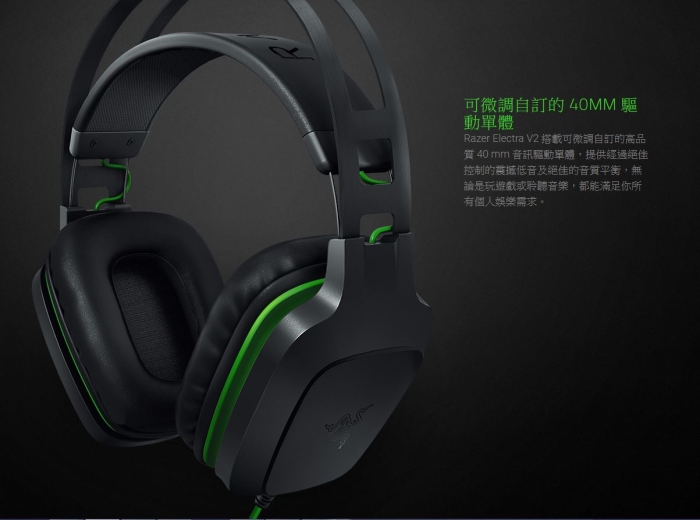 可微調自訂的 40MM 驅
動單體
Razer Electra V2 搭載可微調自訂的高品
質 40 mm 音訊驅動單體，提供經過絕佳
控制的震撼低音及絕佳的音質平衡，無
論是玩遊戲或聆聽音樂，都能滿足你所
有個人娛樂需求。